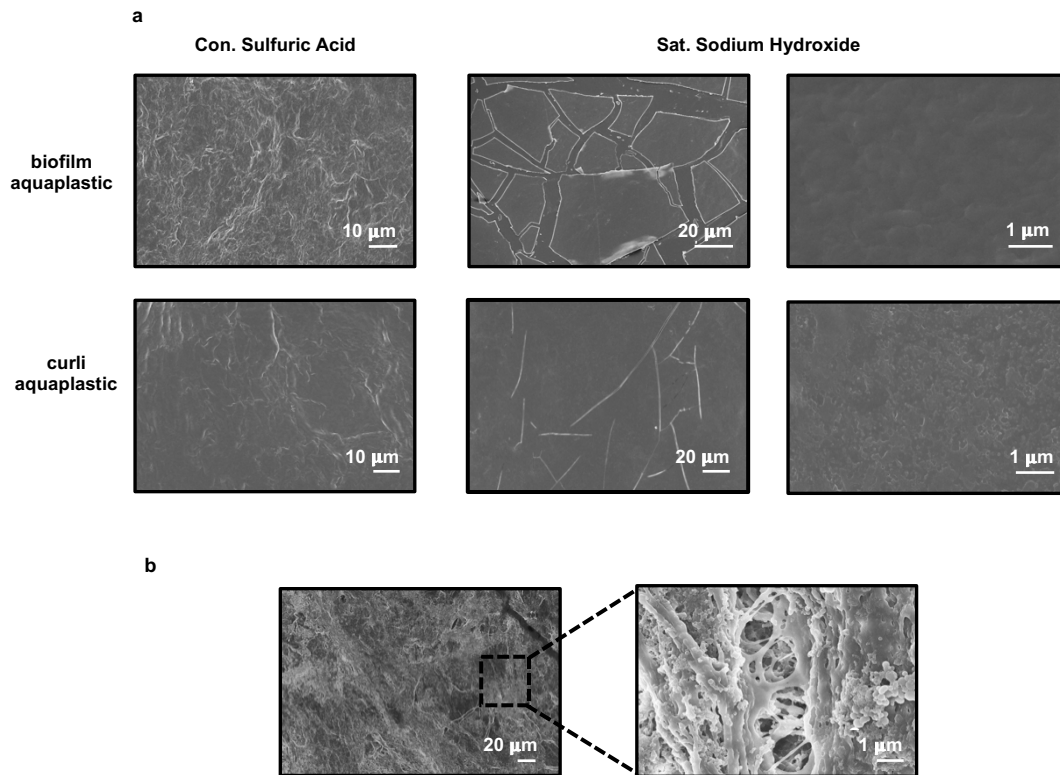 a
Con. Sulfuric Acid
Sat. Sodium Hydroxide
biofilm
aquaplastic
10 μm
20 μm
1 μm
curli
aquaplastic
10 μm
20 μm
1 μm
b
20 μm
1 μm